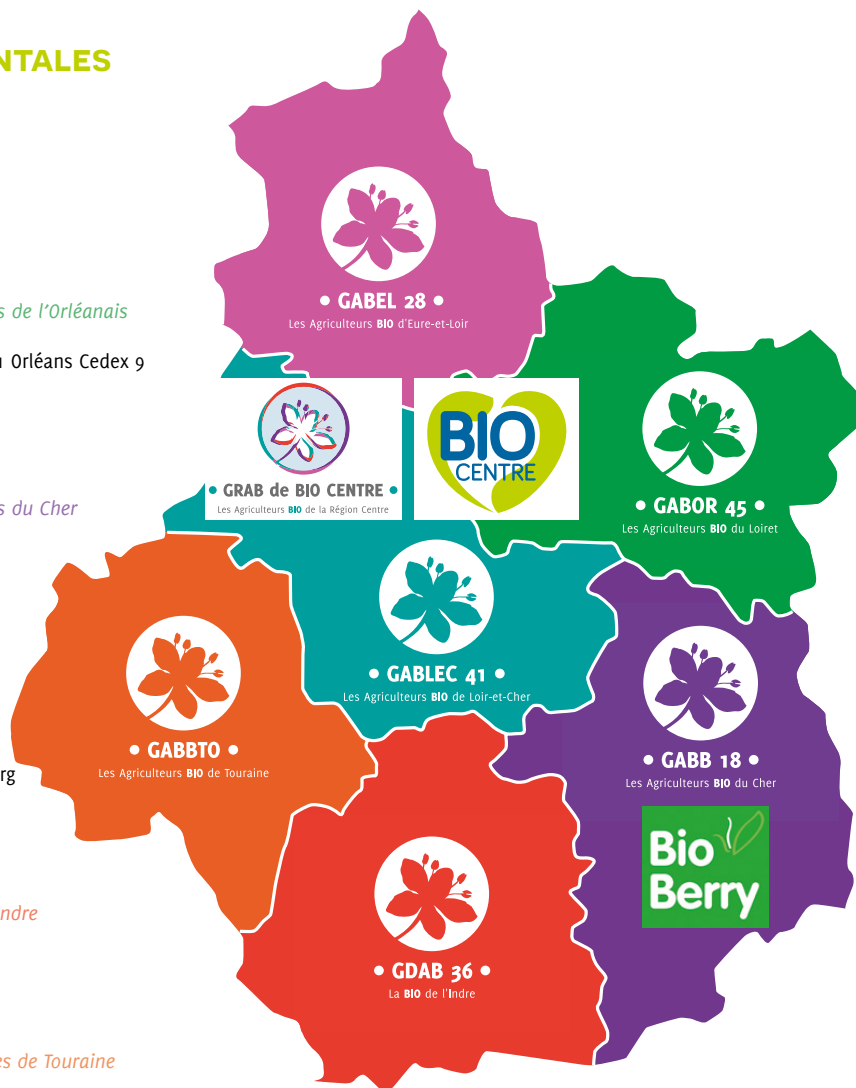 NTALES
s de l'Orléanais
Orléans Cedex 9
s du Cher
rg
ndre
es de Touraine
• GABEL 28 •
Les Agriculteurs BIO d'Eure-et-Loir
• GRAB de BIO CENTRE •
Les Agriculteurs BIO de la Région Centre
BIO
CENTRE
• GABOR 45 •
Les Agriculteurs BIO du Loiret
• GABLEC 41 •
Les Agriculteurs BIO de Loir-et-Cher
• GABBTO •
Les Agriculteurs BIO de Touraine
• GABB 18 •
Les Agriculteurs BIO du Cher
Bio
Berry
• GDAB 36 •
La BIO de l'Indre